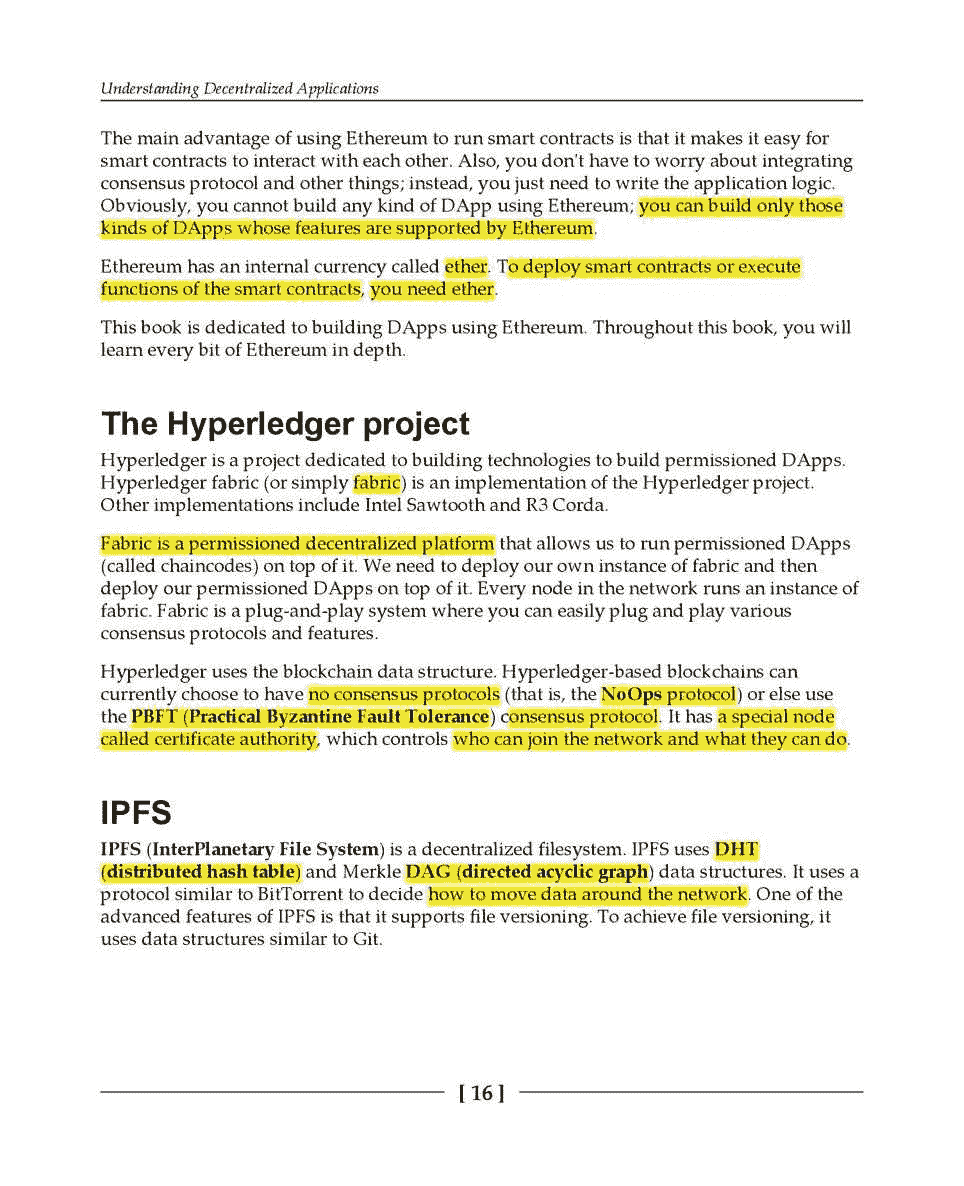 Understanding Decentralized Applications
The main advantage of using Ethereum to run smart contracts is that it makes it easy for
smart contracts to interact with each other. Also, you don't have to worry about integrating
consensus protocol and other things; instead, you just need to write the application logic.
Obviously, you cannot build any kind of DApp using Ethereum; you can build only those
kinds of DApps whose features are supported by Ethereum.
Ethereum has an internal currency called ether. To deploy smart contracts or execute
functions of the smart contracts, you need ether.
This book is dedicated to building DApps using Ethereum. Throughout this book, you will
learn every bit of Ethereum in depth.
The Hyperledger project
Hyperledger is a project dedicated to building technologies to build permissioned DApps.
Hyperledger fabric (or simply fabric) is an implementation of the Hyperledger project.
Other implementations include Intel Sawtooth and R3 Corda.
Fabric is a permissioned decentralized platform that allows us to run permissioned DApps
(called chaincodes) on top of it. We need to deploy our own instance of fabric and then
deploy our permissioned DApps on top of it. Every node in the network runs an instance of
fabric. Fabric is a plug-and-play system where you can easily plug and play various
consensus protocols and features.
Hyperledger uses the blockchain data structure. Hyperledger-based blockchains can
currently choose to have no consensus protocols (that is, the NoOps protocol) or else use
the PBFT (Practical Byzantine Fault Tolerance) consensus protocol. It has a special node
called certificate authority, which controls who can join the network and what they can do.
IPFS
IPFS (InterPlanetary File System) is a decentralized filesystem. IPFS uses DHT
(distributed hash table) and Merkle DAG (directed acyclic graph) data structures. It uses a
protocol similar to BitTorrent to decide how to move data around the network. One of the
advanced features of IPFS is that it supports file versioning. To achieve file versioning, it
uses data structures similar to Git.
[ 16 ]